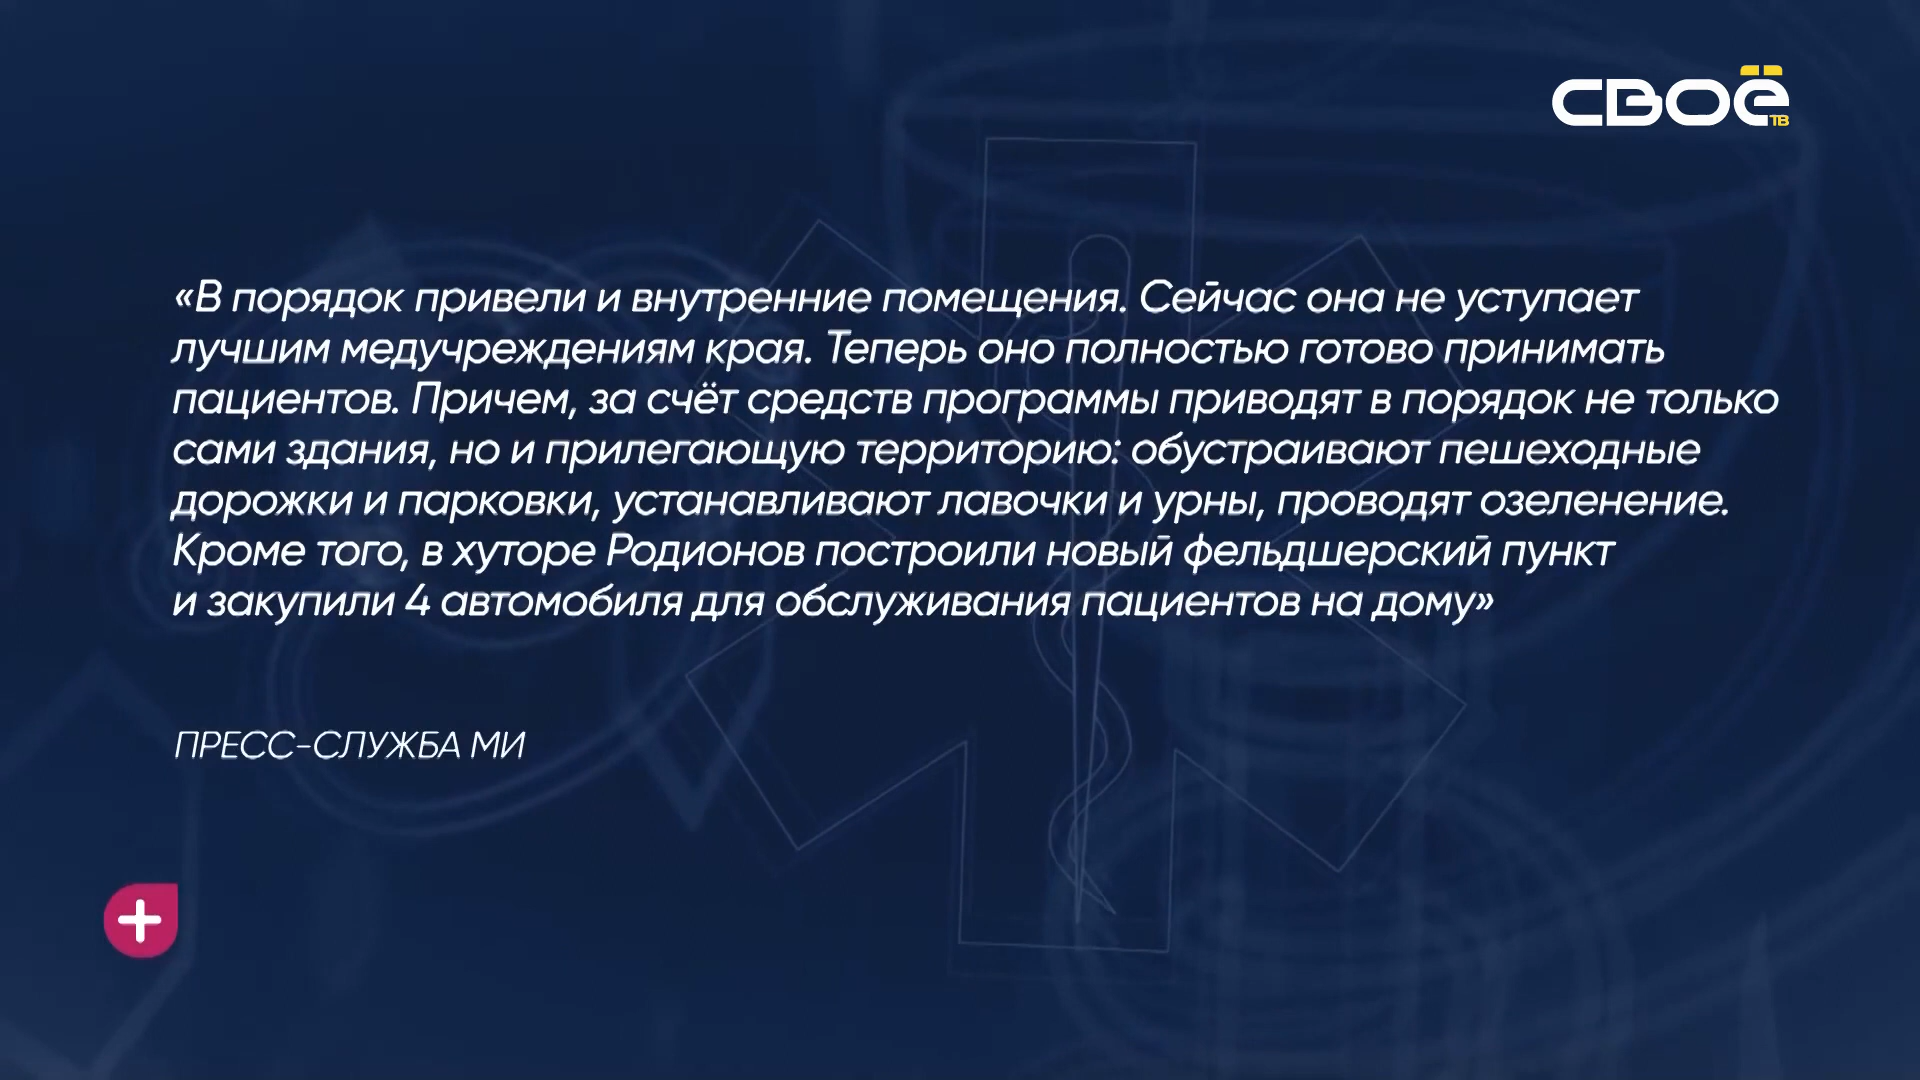 СВОЁ
ТВ
«В порядок привели и внутренние помещения. Сейчас она не уступает
лучшим медучреждениям края. Теперь оно полностью готово принимать
пациентов. Причем, за счёт средств программы приводят в порядок не только
сами здания, но и прилегающую территорию: обустраивают пешеходные
дорожки и парковки, устанавливают лавочки и урны, проводят озеленение.
Кроме того, в хуторе Родионов построили новый фельдшерский пункт
и закупили 4 автомобиля для обслуживания пациентов на дому»
ПРЕСС-СЛУЖБА МИ